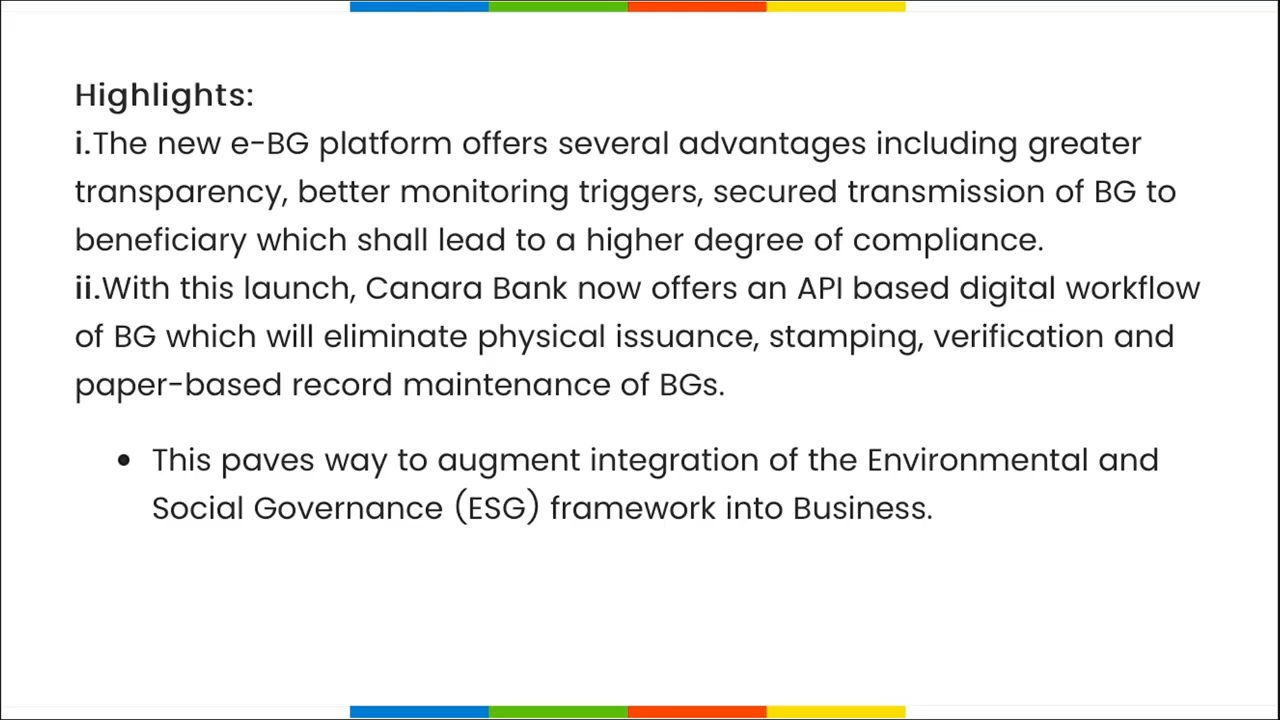 Highlights:
i.The new e-BG platform offers several advantages including greater
transparency, better monitoring triggers, secured transmission of BG to
beneficiary which shall lead to a higher degree of compliance.
ii.With this launch, Canara Bank now offers an API based digital workflow
of BG which will eliminate physical issuance, stamping, verification and
paper-based record maintenance of BGs.
• This paves way to augment integration of the Environmental and
Social Governance (ESG) framework into Business.